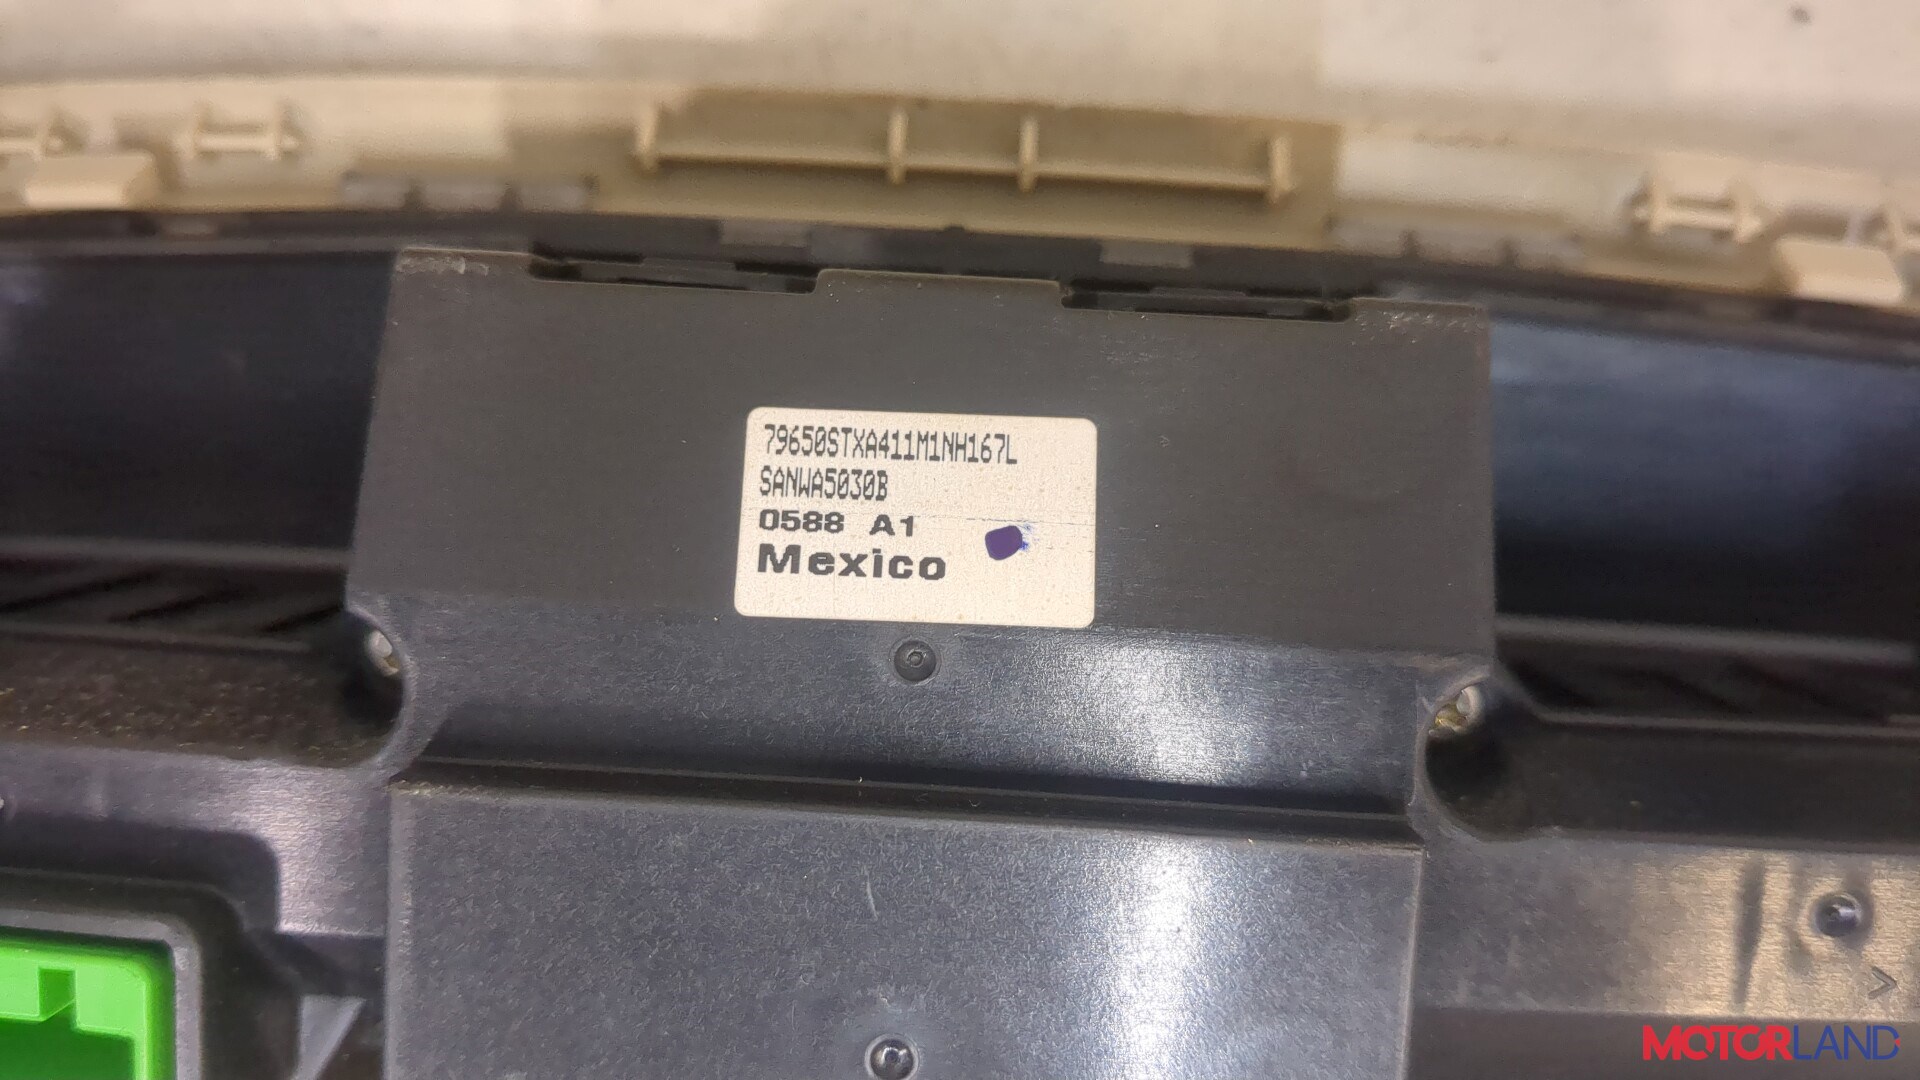 79650STXA411M1NH167L
SANWA5030B
0588 A1
Mexico
MOTORLAND